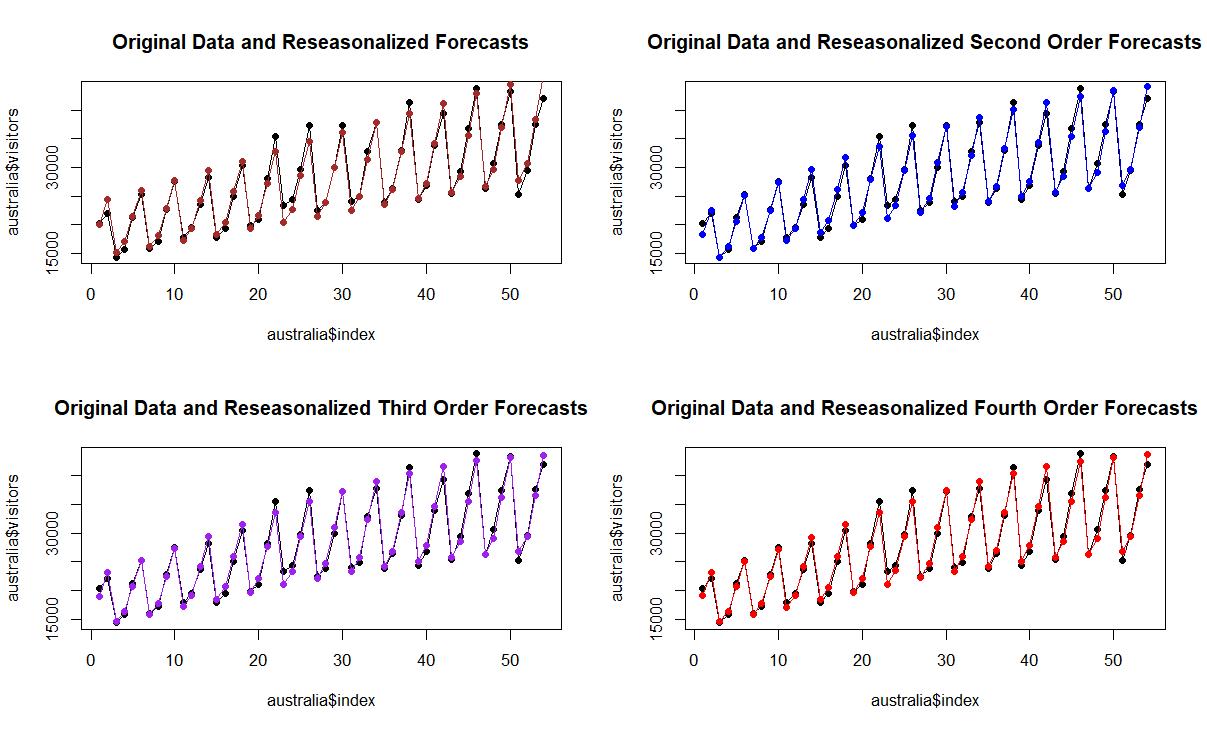 Original Data and Reseasonalized Forecasts
australia$visitors
30000
15000
0 10 20 30 40 50
australia$index
Original Data and Reseasonalized Second Order Forecasts
australia$visitors
30000
15000
0 10 20 30 40 50
australia$index
Original Data and Reseasonalized Third Order Forecasts
australia$visitors
30000
15000
0 10 20 30 40 50
australia$index
Original Data and Reseasonalized Fourth Order Forecasts
australia$visitors
30000
15000
0 10 20 30 40 50
australia$index